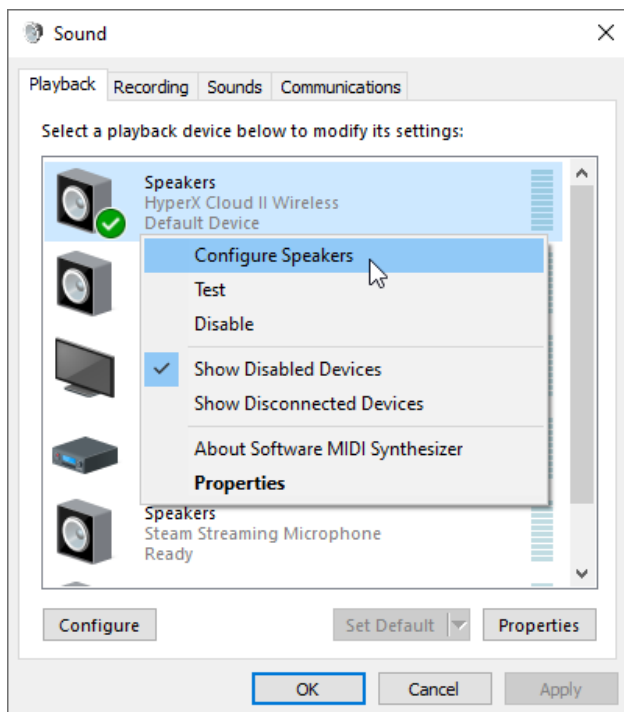 Sound
Playback
Recording
Sounds
Communications
Select a playback device below to modify its settings:
Speakers
HyperX Cloud II Wireless
Default Device
Configure Speakers
Test
Disable
Show Disabled Devices
Show Disconnected Devices
About Software MIDI Synthesizer
Properties
Speakers
Steam Streaming Microphone
Ready
Configure
Set Default
Properties
OK
Cancel
Apply